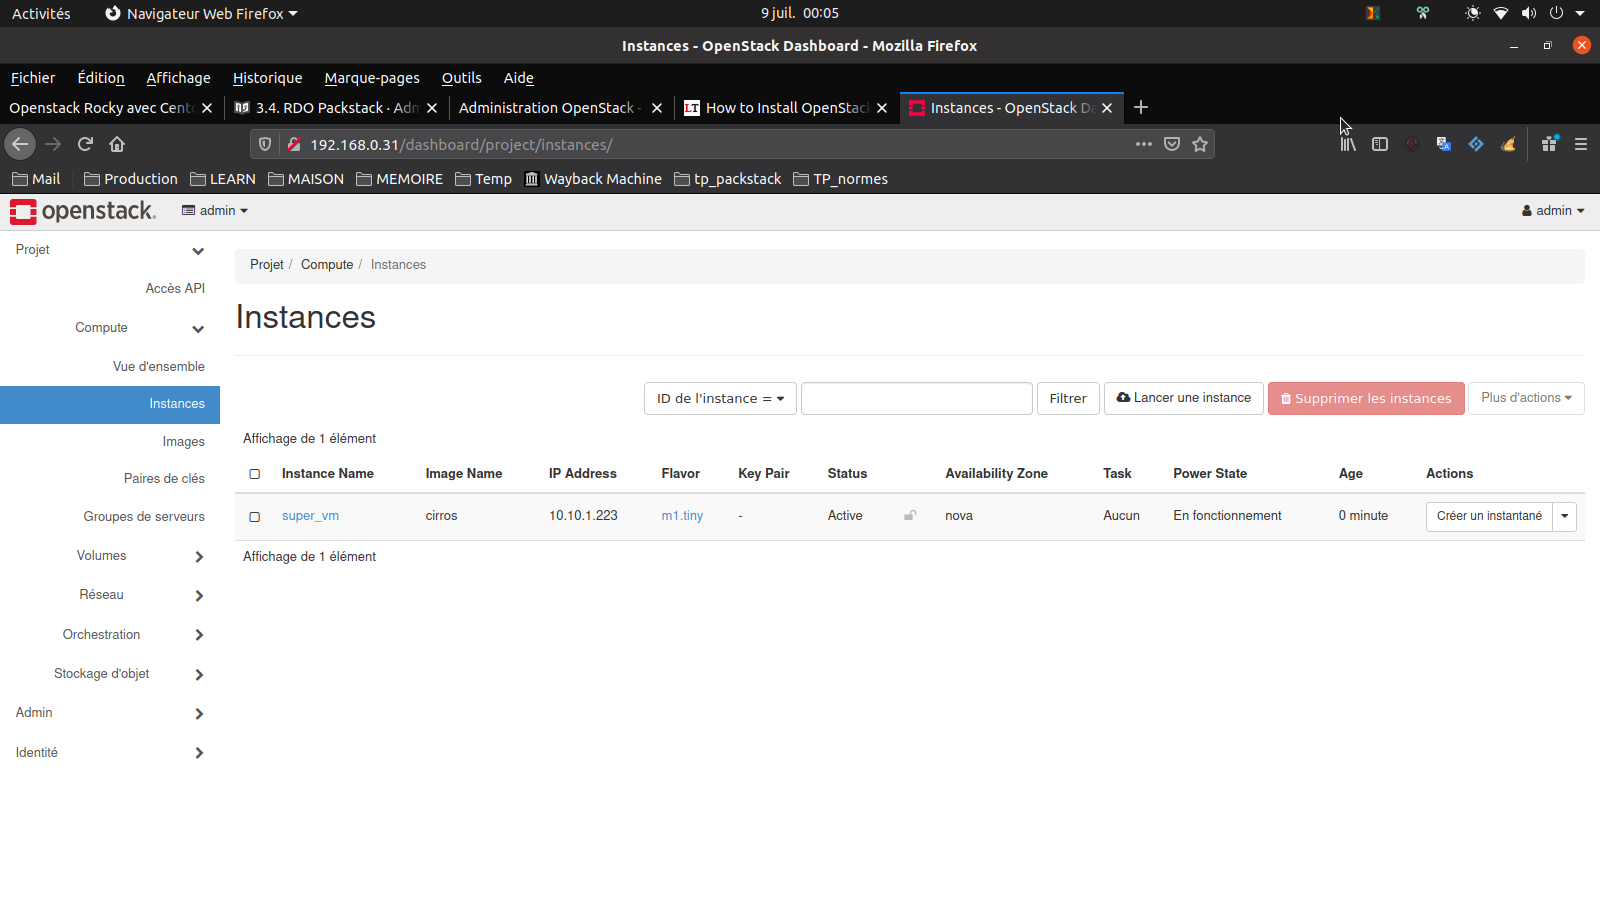 Activités Navigateur Web Firefox 9 juil. 00:05
Instances - OpenStack Dashboard - Mozilla Firefox
Fichier Édition Affichage Historique Marque-pages Outils Aide
Openstack Rocky avec Cent 3.4. RDO Packstack · Adm Administration OpenStack - LT How to Install OpenStack Instances - OpenStack Da
192.168.0.31/dashboard/project/instances/
Mail Production LEARN MAISON MEMOIRE Temp Wayback Machine tp_packstack TP_normes
openstack. admin admin
Projet
Accès API
Compute
Vue d'ensemble
Instances
Images
Paires de clés
Groupes de serveurs
Volumes
Réseau
Orchestration
Stockage d'objet
Admin
Identité
Projet / Compute / Instances
Instances
ID de l'instance = Filtrer Lancer une instance Supprimer les instances Plus d'actions
Affichage de 1 élément
Instance Name Image Name IP Address Flavor Key Pair Status Availability Zone Task Power State Age Actions
super_vm cirros 10.10.1.223 m1.tiny - Active nova Aucun En fonctionnement 0 minute Créer un instantané
Affichage de 1 élément